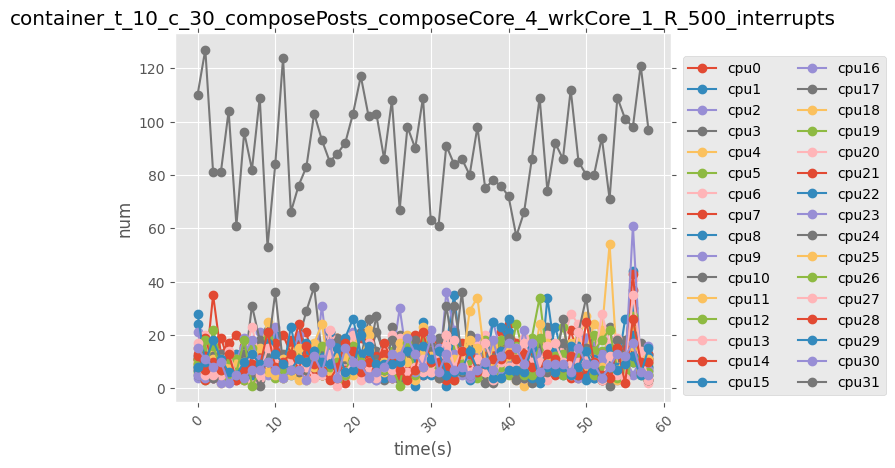 container_t_10_c_30_composePosts_composeCore_4_wrkCore_1_R_500_interrupts
num
120
100
80
60
40
20
0
0 10 20 30 40 50 60
time(s)
cpu0 cpu16
cpu1 cpu17
cpu2 cpu18
cpu3 cpu19
cpu4 cpu20
cpu5 cpu21
cpu6 cpu22
cpu7 cpu23
cpu8 cpu24
cpu9 cpu25
cpu10 cpu26
cpu11 cpu27
cpu12 cpu28
cpu13 cpu29
cpu14 cpu30
cpu15 cpu31